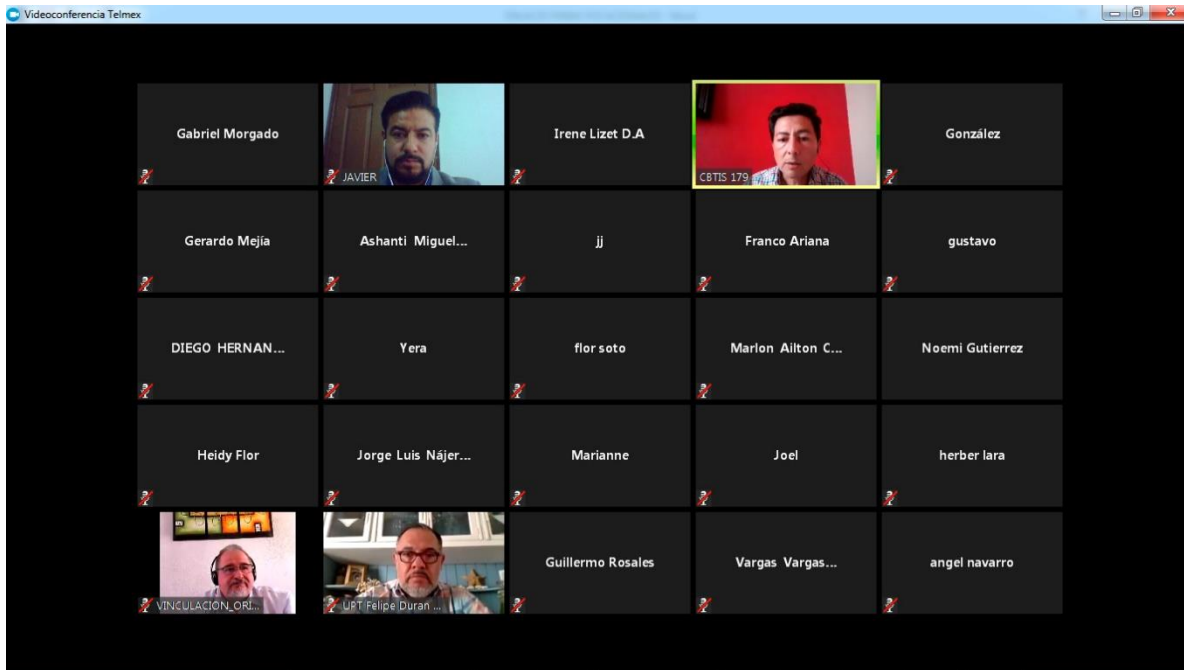 Videoconferencia Telmex
Gabriel Morgado
JAVIER
Irene Lizet D.A
CBTIS 179
González
Gerardo Mejía
Ashanti Miguel...
jj
Franco Ariana
gustavo
DIEGO HERNAN...
Yera
flor soto
Marlon Ailton C...
Noemi Gutierrez
Heidy Flor
Jorge Luis Nájer...
Marianne
Joel
herber lara
VINCULACIÓN_ORI...
UPT Felipe Duran ...
Guillermo Rosales
Vargas Vargas...
angel navarro